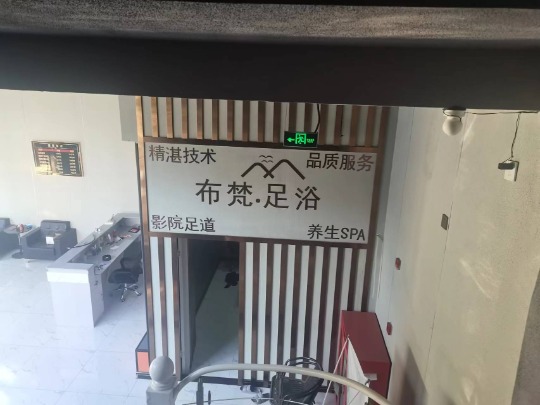 精湛技术
品质服务
布梵·足浴
影院足道
养生SPA